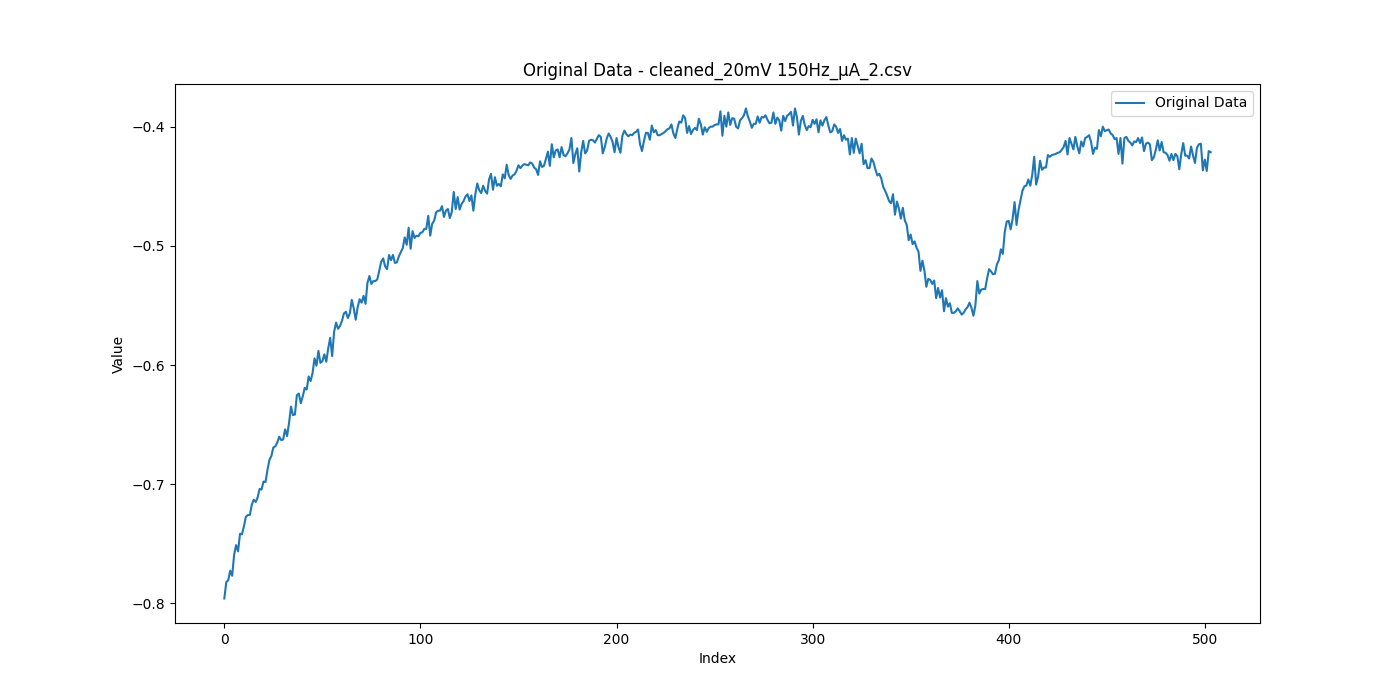 Original Data - cleaned_20mV 150Hz_μA_2.csv
Original Data
−0.4
−0.5
−0.6
−0.7
−0.8
Value
0 100 200 300 400 500
Index